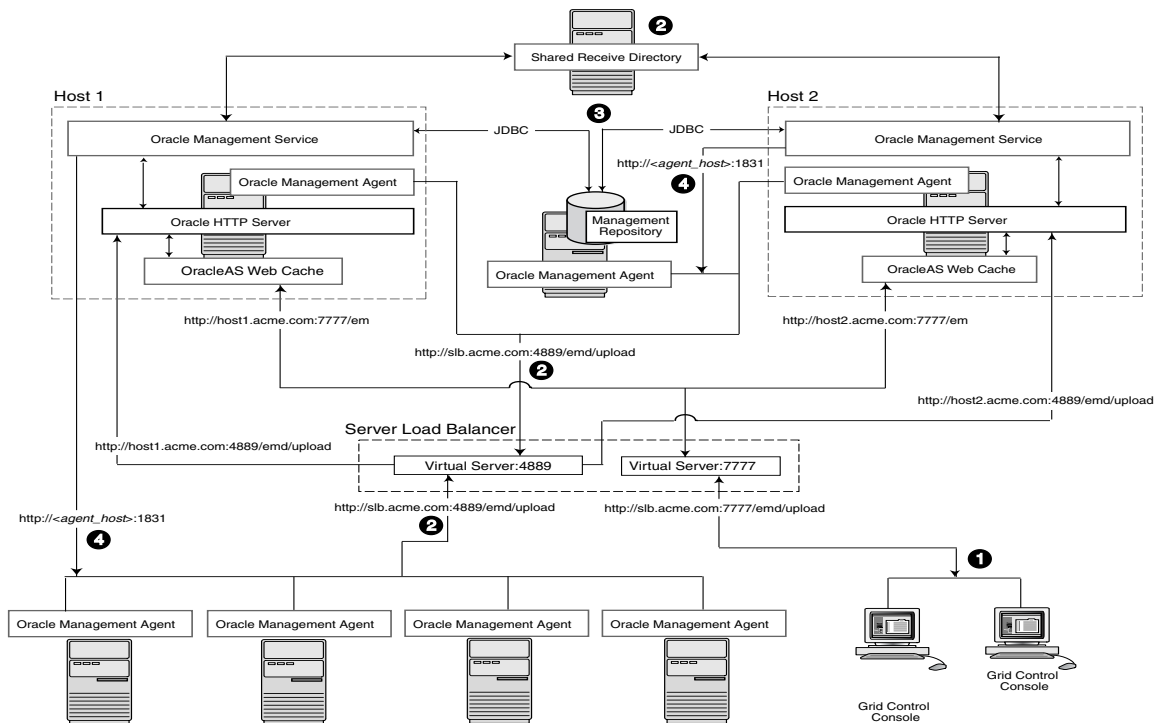 2
Shared Receive Directory
Host 1
Host 2
3
Oracle Management Service
JDBC
JDBC
Oracle Management Service
http://<agent_host>:1831
4
Oracle Management Agent
Oracle Management Agent
Oracle HTTP Server
Management
Repository
Oracle HTTP Server
OracleAS Web Cache
Oracle Management Agent
OracleAS Web Cache
http://host1.acme.com:7777/em
http://host2.acme.com:7777/em
http://slb.acme.com:4889/emd/upload
2
http://host2.acme.com:4889/emd/upload
http://host1.acme.com:4889/emd/upload
Server Load Balancer
Virtual Server:4889
Virtual Server:7777
http://slb.acme.com:4889/emd/upload
http://slb.acme.com:7777/emd/upload
http://<agent_host>:1831
2
4
1
Oracle Management Agent
Oracle Management Agent
Oracle Management Agent
Oracle Management Agent
Grid Control
Console
Grid Control
Console